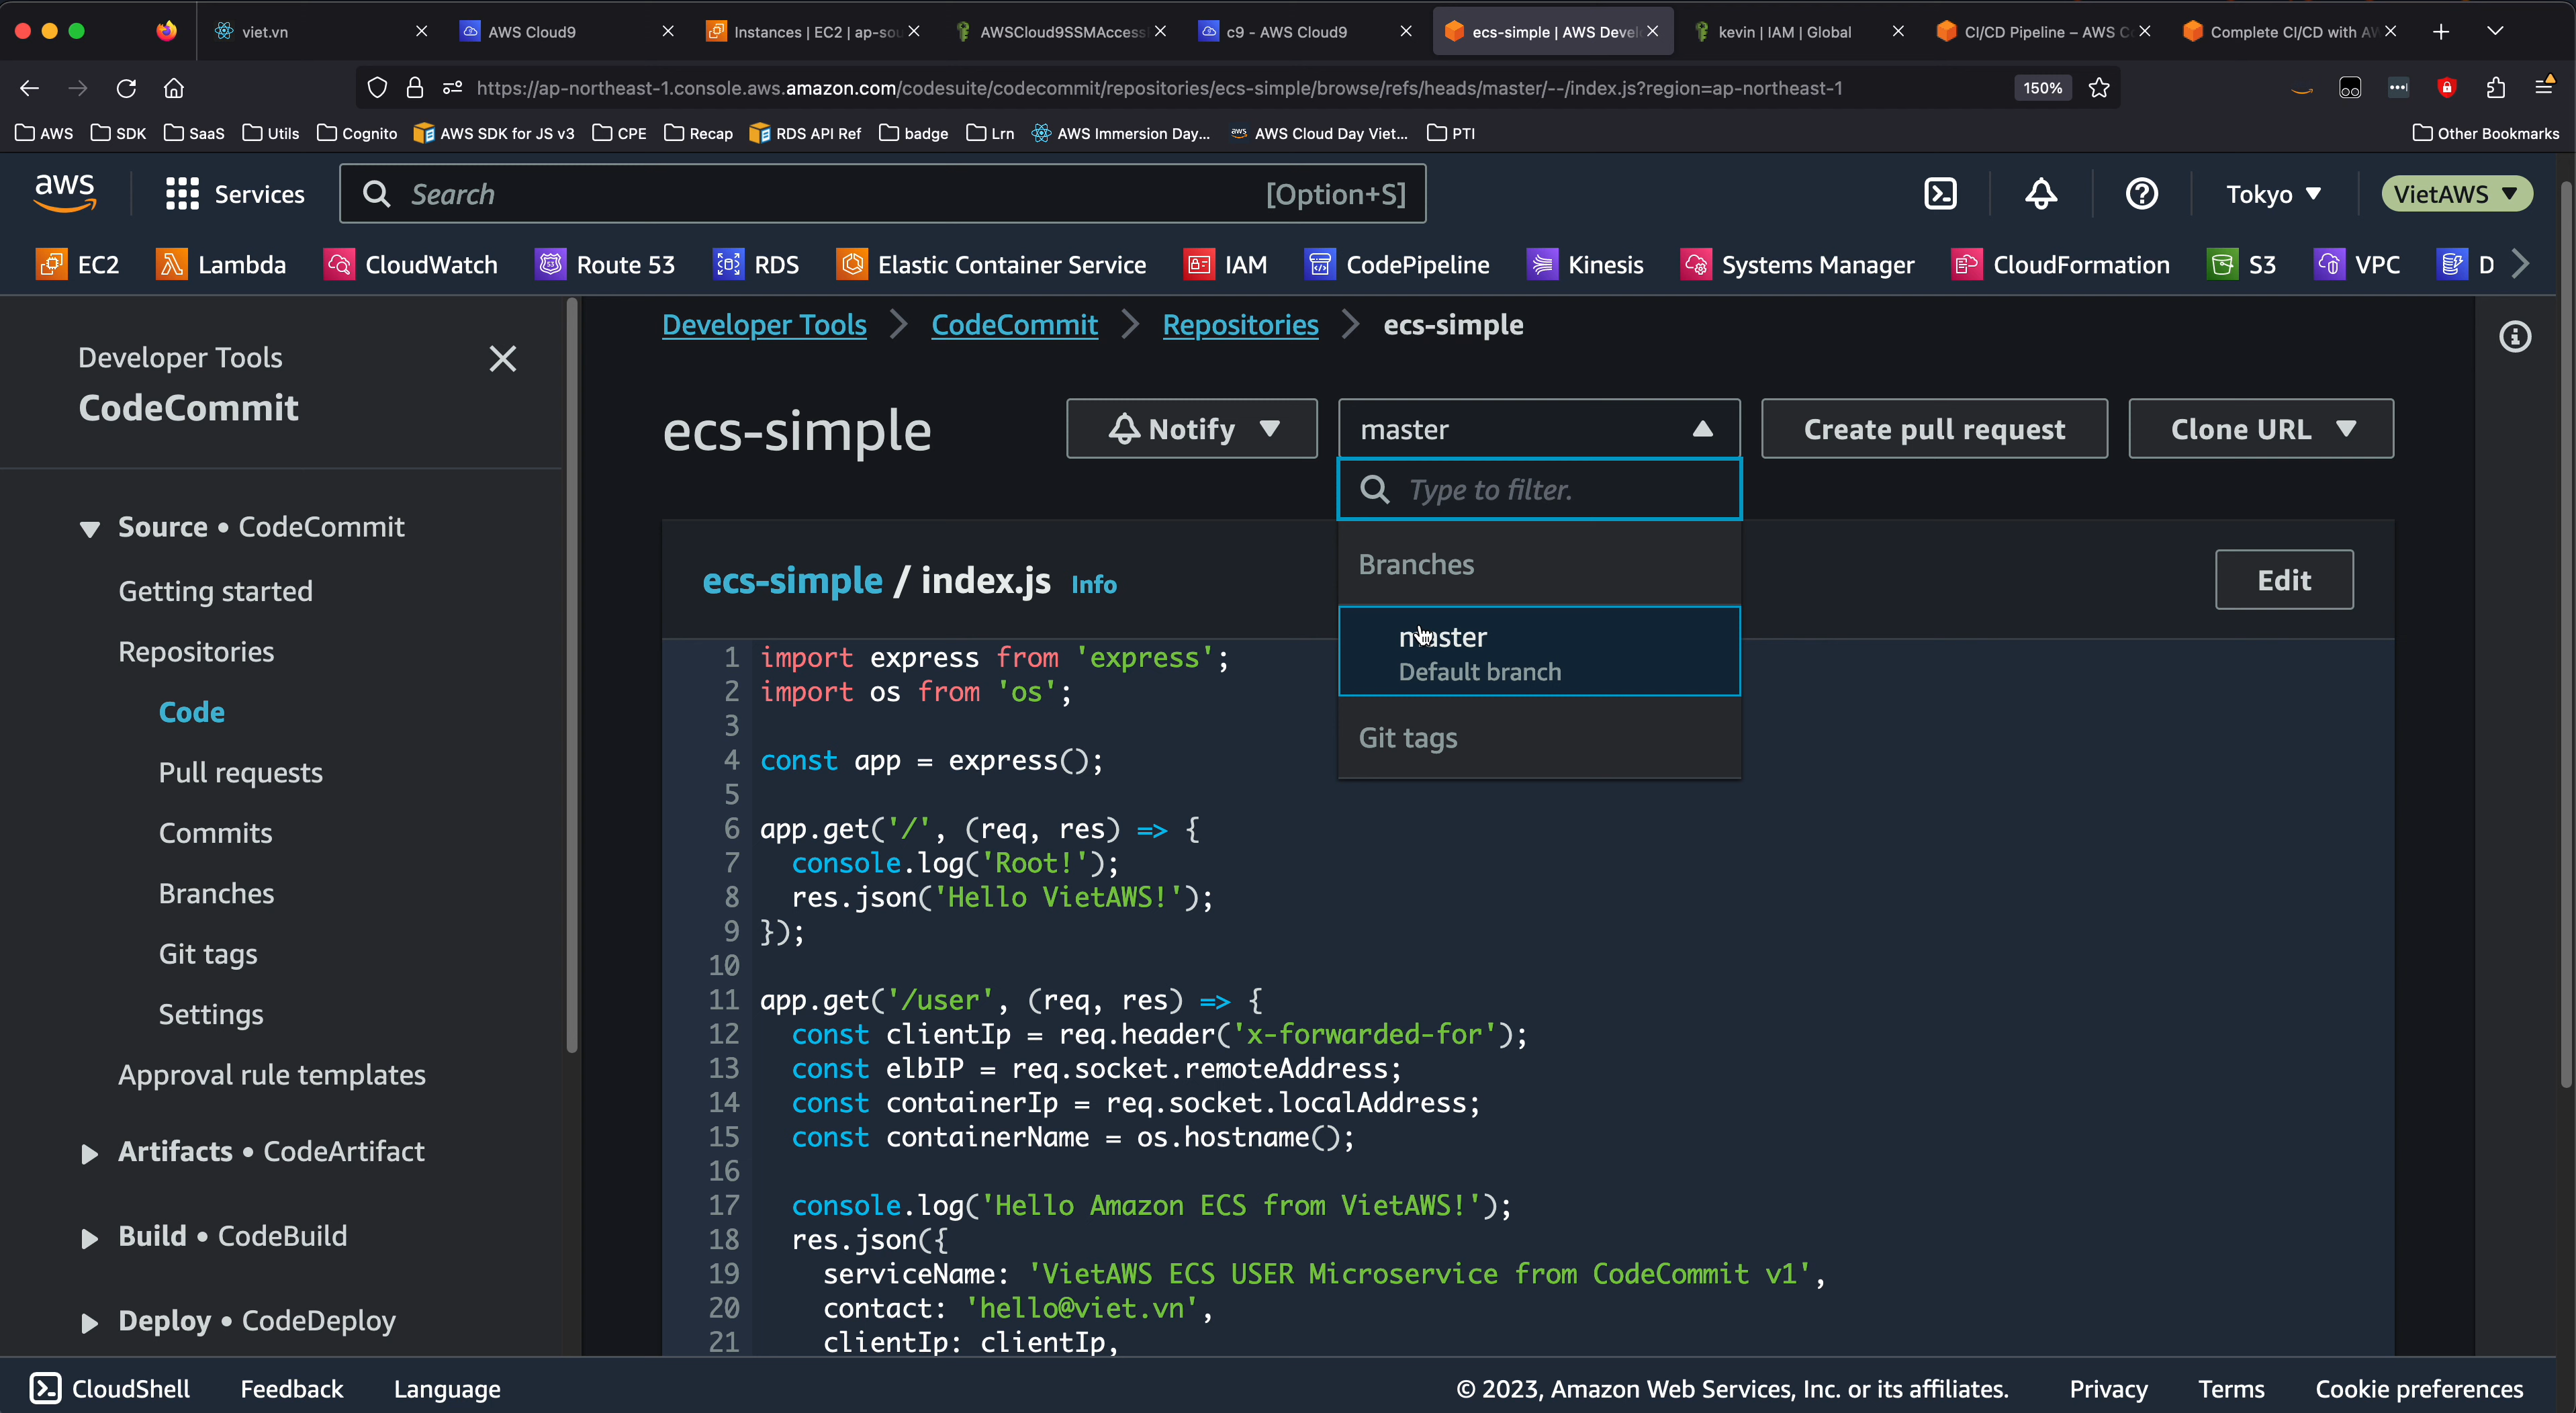 viet.vn
AWS Cloud9
Instances | EC2 | ap-sou
AWSCloud9SSMAccess
c9 - AWS Cloud9
ecs-simple | AWS Devel
kevin | IAM | Global
CI/CD Pipeline – AWS C
Complete CI/CD with AW
https://ap-northeast-1.console.aws.amazon.com/codesuite/codecommit/repositories/ecs-simple/browse/refs/heads/master/--/index.js?region=ap-northeast-1
150%
AWS
SDK
SaaS
Utils
Cognito
AWS SDK for JS v3
CPE
Recap
RDS API Ref
badge
Lrn
AWS Immersion Day...
aws
AWS Cloud Day Viet...
PTI
Other Bookmarks
aws
Services
Search
[Option+S]
Tokyo
VietAWS
EC2
Lambda
CloudWatch
Route 53
RDS
Elastic Container Service
IAM
CodePipeline
Kinesis
Systems Manager
CloudFormation
S3
VPC
D
Developer Tools
CodeCommit
Source • CodeCommit
Getting started
Repositories
Code
Pull requests
Commits
Branches
Git tags
Settings
Approval rule templates
Artifacts • CodeArtifact
Build • CodeBuild
Deploy • CodeDeploy
Developer Tools
CodeCommit
Repositories
ecs-simple
ecs-simple
Notify
master
Create pull request
Clone URL
Type to filter.
Branches
master
Default branch
Git tags
ecs-simple / index.js Info
Edit
1 import express from 'express';
2 import os from 'os';
3
4 const app = express();
5
6 app.get('/', (req, res) => {
7 console.log('Root!');
8 res.json('Hello VietAWS!');
9 });
10
11 app.get('/user', (req, res) => {
12 const clientIp = req.header('x-forwarded-for');
13 const elbIP = req.socket.remoteAddress;
14 const containerIp = req.socket.localAddress;
15 const containerName = os.hostname();
16
17 console.log('Hello Amazon ECS from VietAWS!');
18 res.json({
19 serviceName: 'VietAWS ECS USER Microservice from CodeCommit v1',
20 contact: 'hello@viet.vn',
21 clientIp: clientIp,
CloudShell
Feedback
Language
© 2023, Amazon Web Services, Inc. or its affiliates.
Privacy
Terms
Cookie preferences